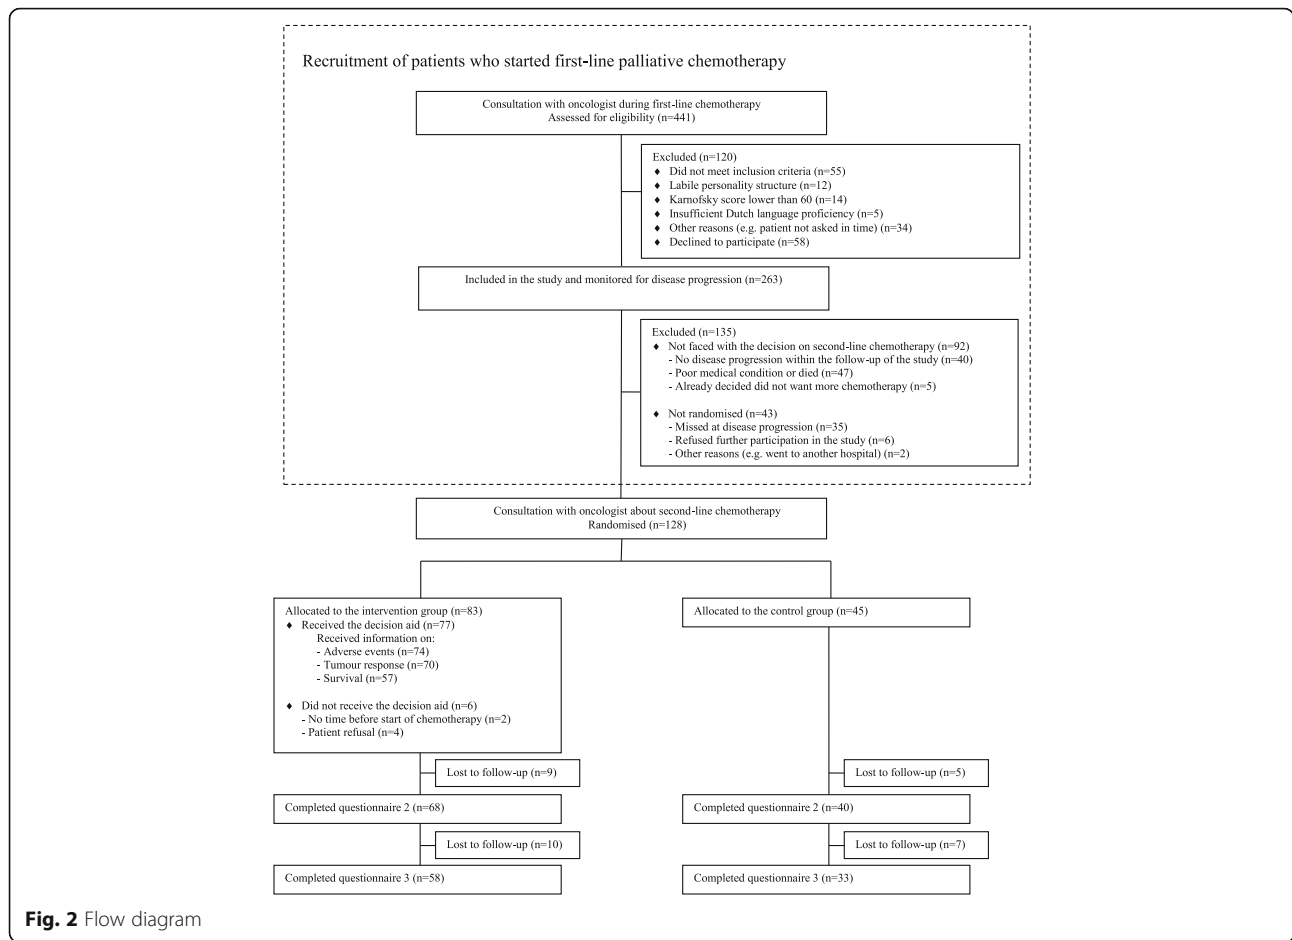 Recruitment of patients who started first-line palliative chemotherapy
Consultation with oncologist during first-line chemotherapy
Assessed for eligibility (n=441)
Excluded (n=120)
♦ Did not meet inclusion criteria (n=55)
♦ Labile personality structure (n=12)
♦ Karnofsky score lower than 60 (n=14)
♦ Insufficient Dutch language proficiency (n=5)
♦ Other reasons (e.g. patient not asked in time) (n=34)
♦ Declined to participate (n=58)
Included in the study and monitored for disease progression (n=263)
Excluded (n=135)
♦ Not faced with the decision on second-line chemotherapy (n=92)
- No disease progression within the follow-up of the study (n=40)
- Poor medical condition or died (n=47)
- Already decided did not want more chemotherapy (n=5)
♦ Not randomised (n=43)
- Missed at disease progression (n=35)
- Refused further participation in the study (n=6)
- Other reasons (e.g. went to another hospital) (n=2)
Consultation with oncologist about second-line chemotherapy
Randomised (n=128)
Allocated to the intervention group (n=83)
♦ Received the decision aid (n=77)
Received information on:
- Adverse events (n=74)
- Tumour response (n=70)
- Survival (n=57)
♦ Did not receive the decision aid (n=6)
- No time before start of chemotherapy (n=2)
- Patient refusal (n=4)
Allocated to the control group (n=45)
Lost to follow-up (n=9)
Lost to follow-up (n=5)
Completed questionnaire 2 (n=68)
Completed questionnaire 2 (n=40)
Lost to follow-up (n=10)
Lost to follow-up (n=7)
Completed questionnaire 3 (n=58)
Completed questionnaire 3 (n=33)
Fig. 2 Flow diagram